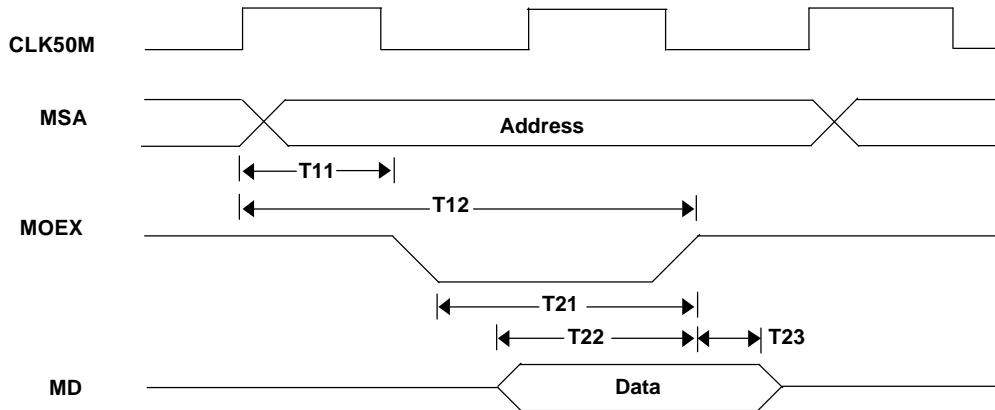 CLK50M
MSA
Address
T11
T12
MOEX
T21
T22
T23
MD
Data